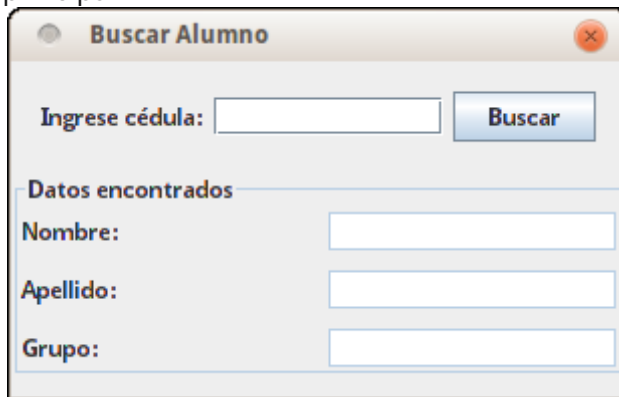 Buscar Alumno
Ingrese cédula: Buscar
Datos encontrados
Nombre:
Apellido:
Grupo: